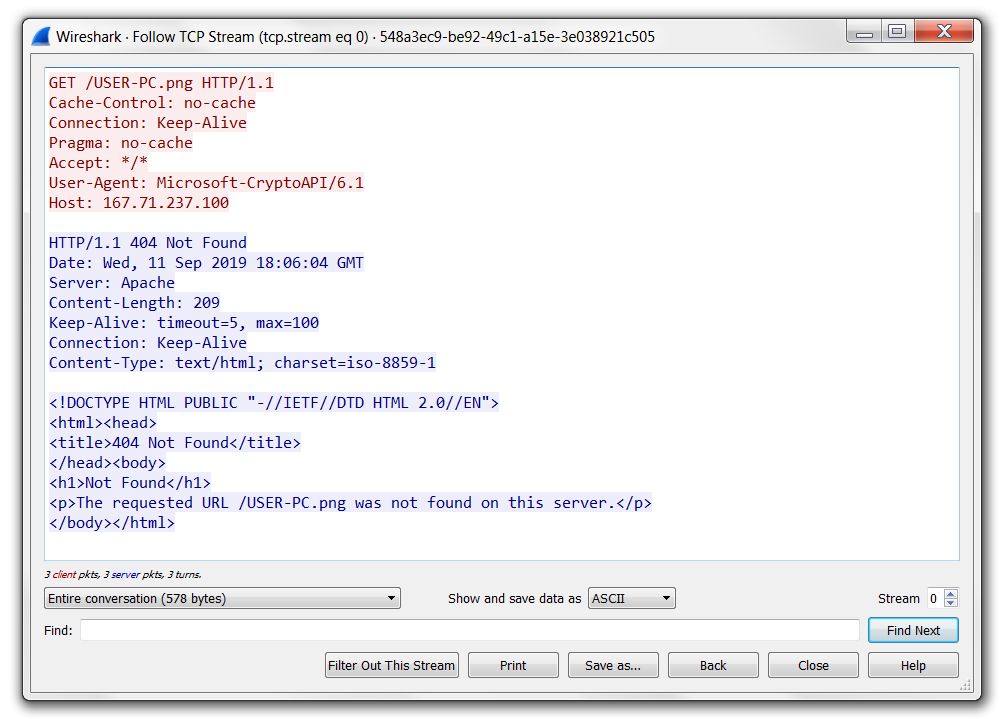 Wireshark · Follow TCP Stream (tcp.stream eq 0) · 548a3ec9-be92-49c1-a15e-3e038921c505
GET /USER-PC.png HTTP/1.1
Cache-Control: no-cache
Connection: Keep-Alive
Pragma: no-cache
Accept: */*
User-Agent: Microsoft-CryptoAPI/6.1
Host: 167.71.237.100
HTTP/1.1 404 Not Found
Date: Wed, 11 Sep 2019 18:06:04 GMT
Server: Apache
Content-Length: 209
Keep-Alive: timeout=5, max=100
Connection: Keep-Alive
Content-Type: text/html; charset=iso-8859-1
<!DOCTYPE HTML PUBLIC "-//IETF//DTD HTML 2.0//EN">
<html><head>
<title>404 Not Found</title>
</head><body>
<h1>Not Found</h1>
<p>The requested URL /USER-PC.png was not found on this server.</p>
</body></html>
3 client pkts, 3 server pkts, 3 turns.
Entire conversation (578 bytes) Show and save data as ASCII Stream 0
Find: Find Next
Filter Out This Stream Print Save as... Back Close Help